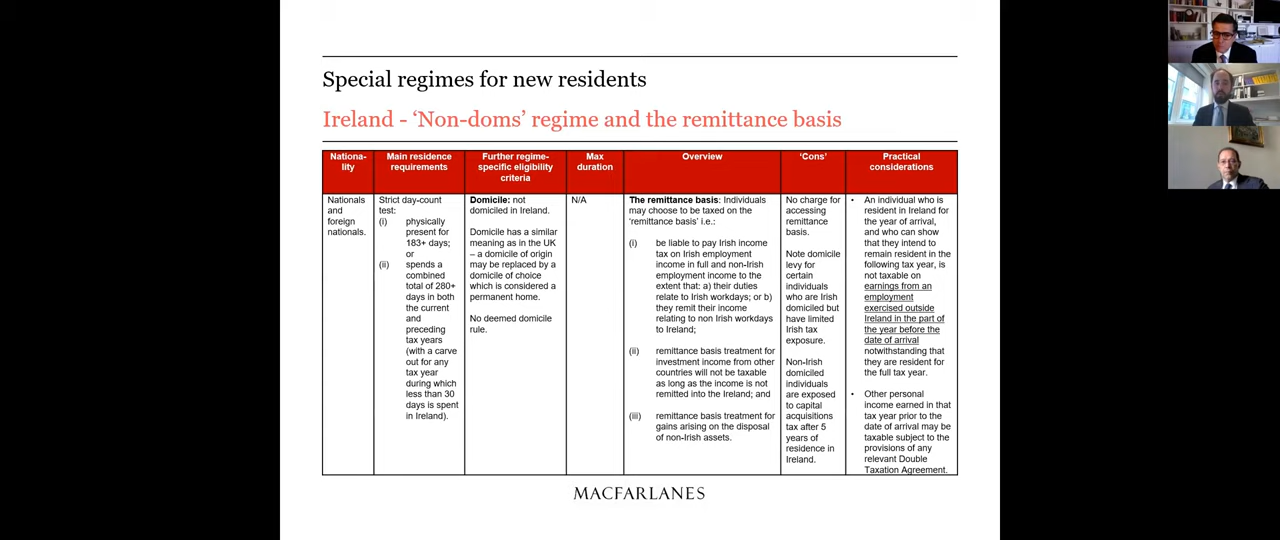 Special regimes for new residents
Ireland - ‘Non-doms’ regime and the remittance basis
Nationa-
lity
Main residence
requirements
Further regime-
specific eligibility
criteria
Max
duration
Overview
‘Cons’
Practical
considerations
Nationals
and
foreign
nationals.
Strict day-count
test:
(i) physically
present for
183+ days;
or
(ii) spends a
combined
total of 280+
days in both
the current
and
preceding
tax years
(with a carve
out for any
tax year
during which
less than 30
days is spent
in Ireland).
Domicile: not
domiciled in Ireland.
Domicile has a similar
meaning as in the UK
– a domicile of origin
may be replaced by a
domicile of choice
which is considered a
permanent home.
No deemed domicile
rule.
N/A
The remittance basis: Individuals
may choose to be taxed on the
‘remittance basis’ i.e.:
(i) be liable to pay Irish income
tax on Irish employment
income in full and non-Irish
employment income to the
extent that: a) their duties
relate to Irish workdays; or b)
they remit their income
relating to non Irish workdays
to Ireland;
(ii) remittance basis treatment for
investment income from other
countries will not be taxable
as long as the income is not
remitted into the Ireland; and
(iii) remittance basis treatment for
gains arising on the disposal
of non-Irish assets.
No charge for
accessing
remittance
basis.
Note domicile
levy for
certain
individuals
who are Irish
domiciled but
have limited
Irish tax
exposure.
Non-Irish
domiciled
individuals
are exposed
to capital
acquisitions
tax after 5
years of
residence in
Ireland.
• An individual who is
resident in Ireland for
the year of arrival,
and who can show
that they intend to
remain resident in the
following tax year, is
not taxable on
earnings from an
employment
exercised outside
Ireland in the part of
the year before the
date of arrival
notwithstanding that
they are resident for
the full tax year.
• Other personal
income earned in that
tax year prior to the
date of arrival may be
taxable subject to the
provisions of any
relevant Double
Taxation Agreement.
MACFARLANES